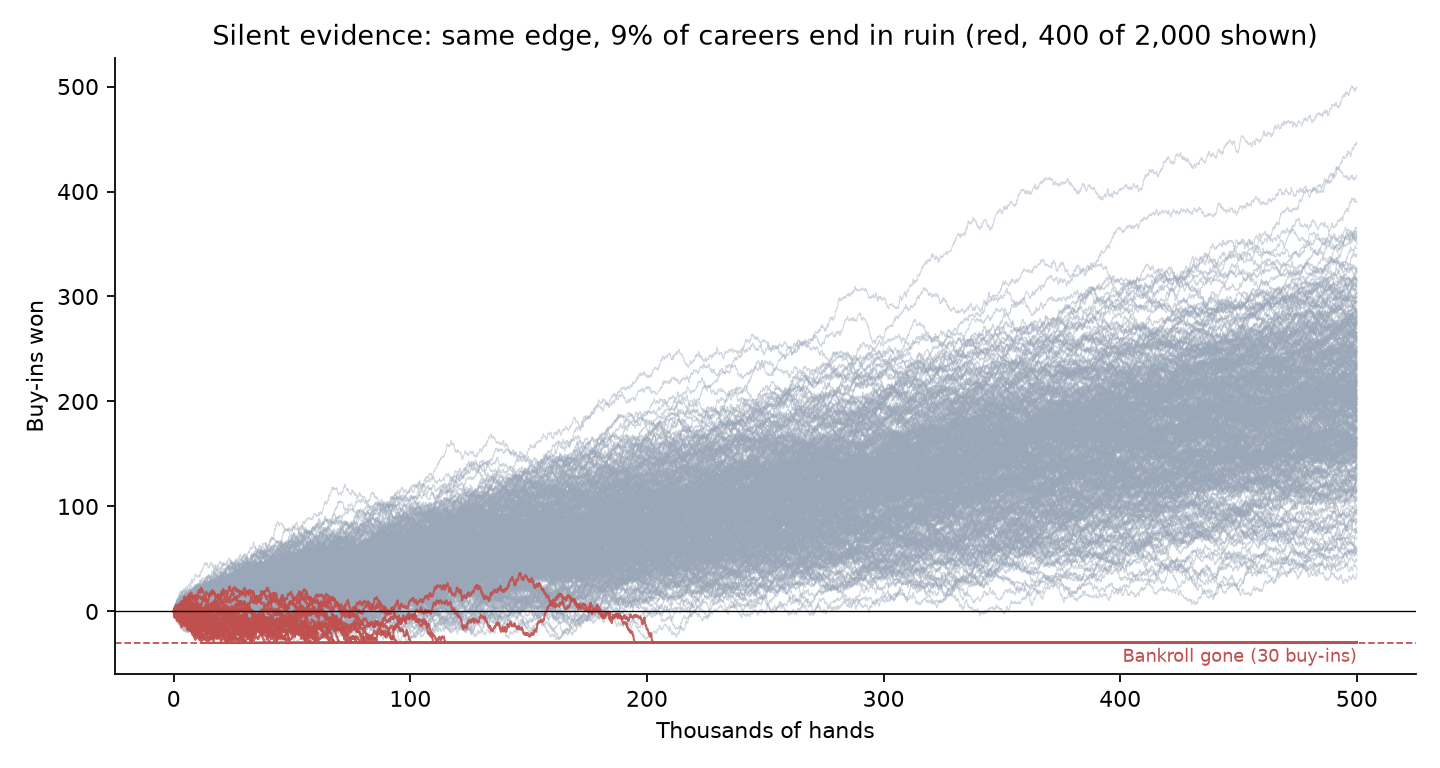 Silent evidence: same edge, 9% of careers end in ruin (red, 400 of 2,000 shown)
Buy-ins won
500
400
300
200
100
0
Bankroll gone (30 buy-ins)
0 100 200 300 400 500
Thousands of hands